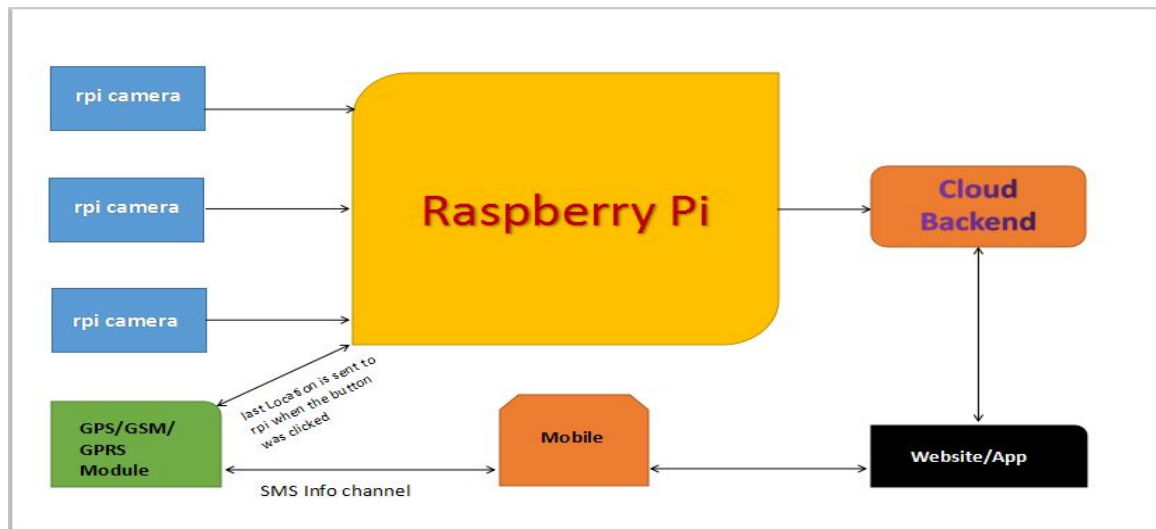 rpi camera
rpi camera
rpi camera
Raspberry Pi
Cloud
Backend
last Location is sent to
rpi when the button
was clicked
GPS/GSM/
GPRS
Module
SMS Info channel
Mobile
Website/App